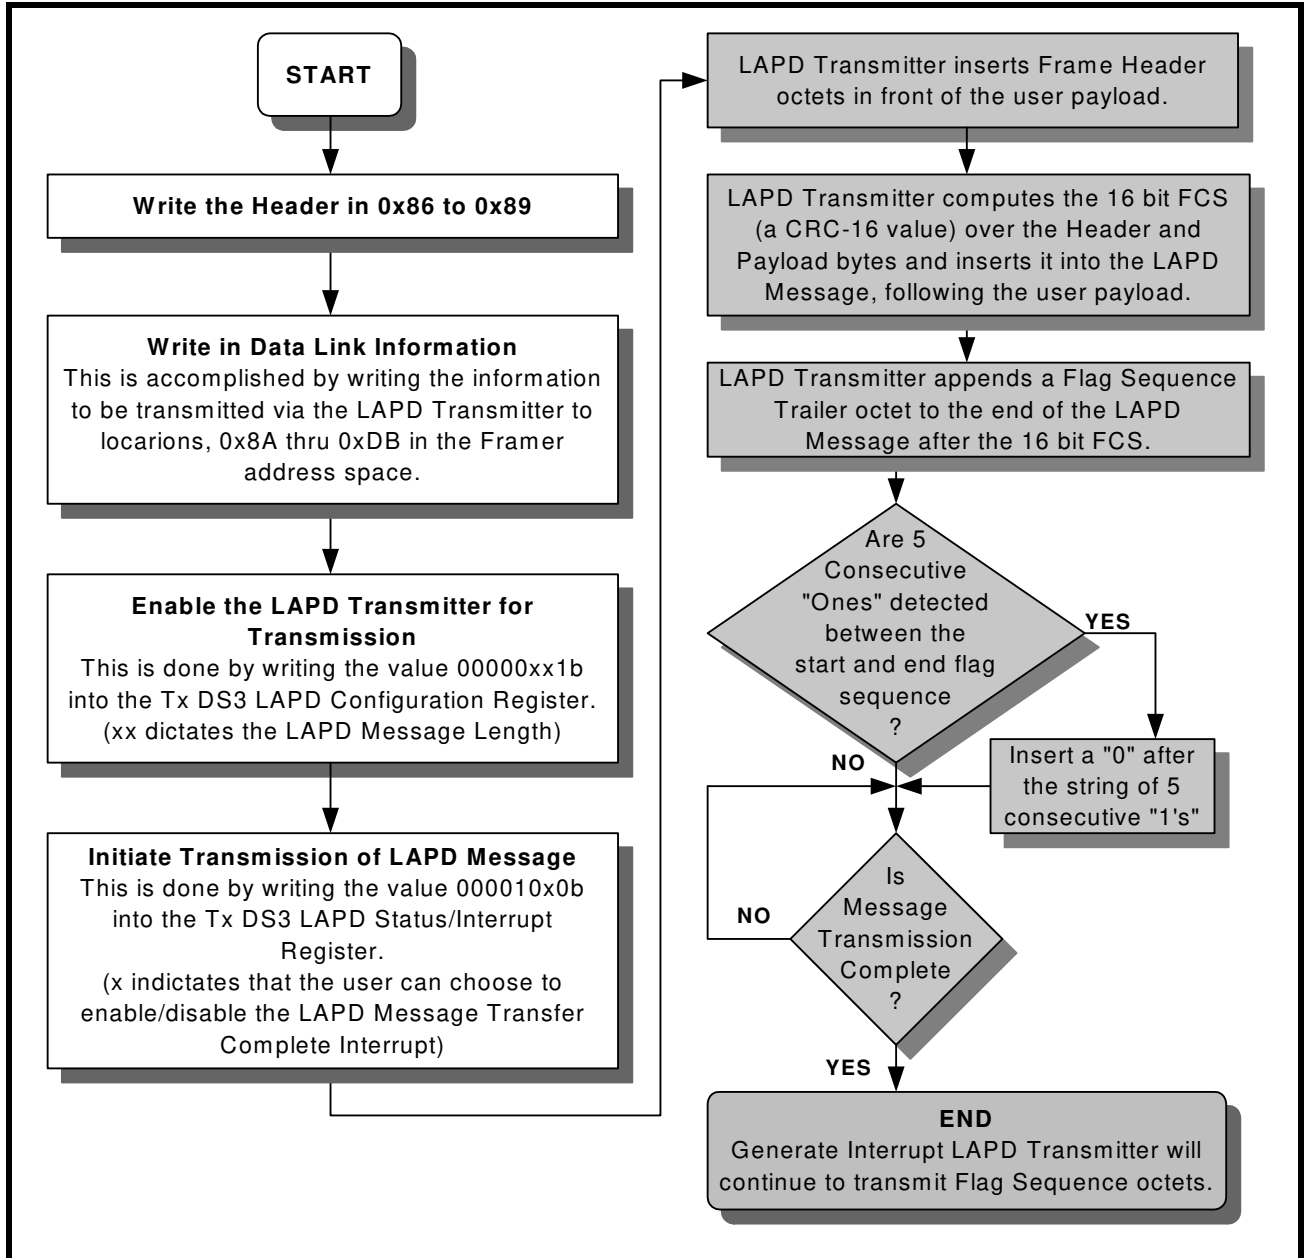 START
Write the Header in 0x86 to 0x89
Write in Data Link Information
This is accomplished by writing the information
to be transmitted via the LAPD Transmitter to
locarions, 0x8A thru 0xDB in the Framer
address space.
Enable the LAPD Transmitter for
Transmission
This is done by writing the value 00000xx1b
into the Tx DS3 LAPD Configuration Register.
(xx dictates the LAPD Message Length)
Initiate Transmission of LAPD Message
This is done by writing the value 000010x0b
into the Tx DS3 LAPD Status/Interrupt
Register.
(x indictates that the user can choose to
enable/disable the LAPD Message Transfer
Complete Interrupt)
LAPD Transmitter inserts Frame Header
octets in front of the user payload.
LAPD Transmitter computes the 16 bit FCS
(a CRC-16 value) over the Header and
Payload bytes and inserts it into the LAPD
Message, following the user payload.
LAPD Transmitter appends a Flag Sequence
Trailer octet to the end of the LAPD
Message after the 16 bit FCS.
Are 5
Consecutive
"Ones" detected
between the
start and end flag
sequence
?
YES
Insert a "0" after
the string of 5
consecutive "1's"
NO
Is
Message
Transmission
Complete
?
NO
YES
END
Generate Interrupt LAPD Transmitter will
continue to transmit Flag Sequence octets.